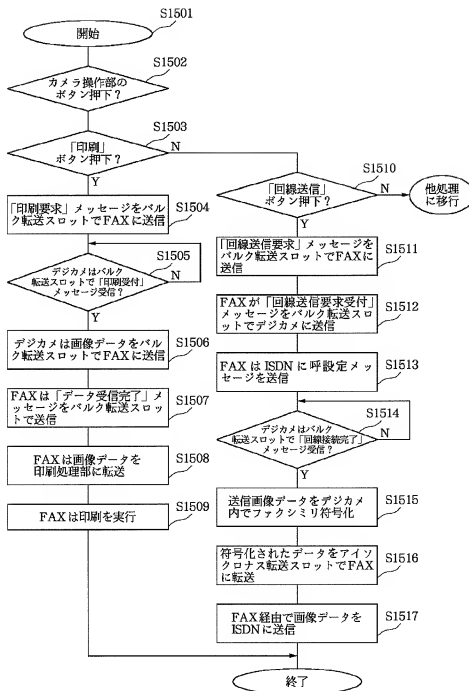 S1501
開始
S1502
カメラ操作部の
ボタン押下?
S1503
「印刷」
ボタン押下?
N
Y
S1504
「印刷要求」メッセージをバル
ク転送スロットでFAXに送信
S1505
デジカメはバルク
転送スロットで「印刷受付」
メッセージ受信?
N
Y
S1506
デジカメは画像データをバル
ク転送スロットでFAXに送信
S1507
FAXは「データ受信完了」メ
ッセージをバルク転送スロッ
トで送信
S1508
FAXは画像データを
印刷処理部に転送
S1509
FAXは印刷を実行
S1510
「回線送信」
ボタン押下?
N
他処理
に移行
Y
S1511
「回線送信要求」メッセージを
バルク転送スロットでFAXに
送信
S1512
FAXが「回線送信要求受付」
メッセージをバルク転送スロ
ットでデジカメに送信
S1513
FAXはISDNに呼設定メッ
セージを送信
S1514
デジカメはバルク
転送スロットで「回線接続完了」
メッセージ受信?
N
Y
S1515
送信画像データをデジカメ
内でファクシミリ符号化
S1516
符号化されたデータをアイソ
クロナス転送スロットでFAX
に転送
S1517
FAX経由で画像データを
ISDNに送信
終了